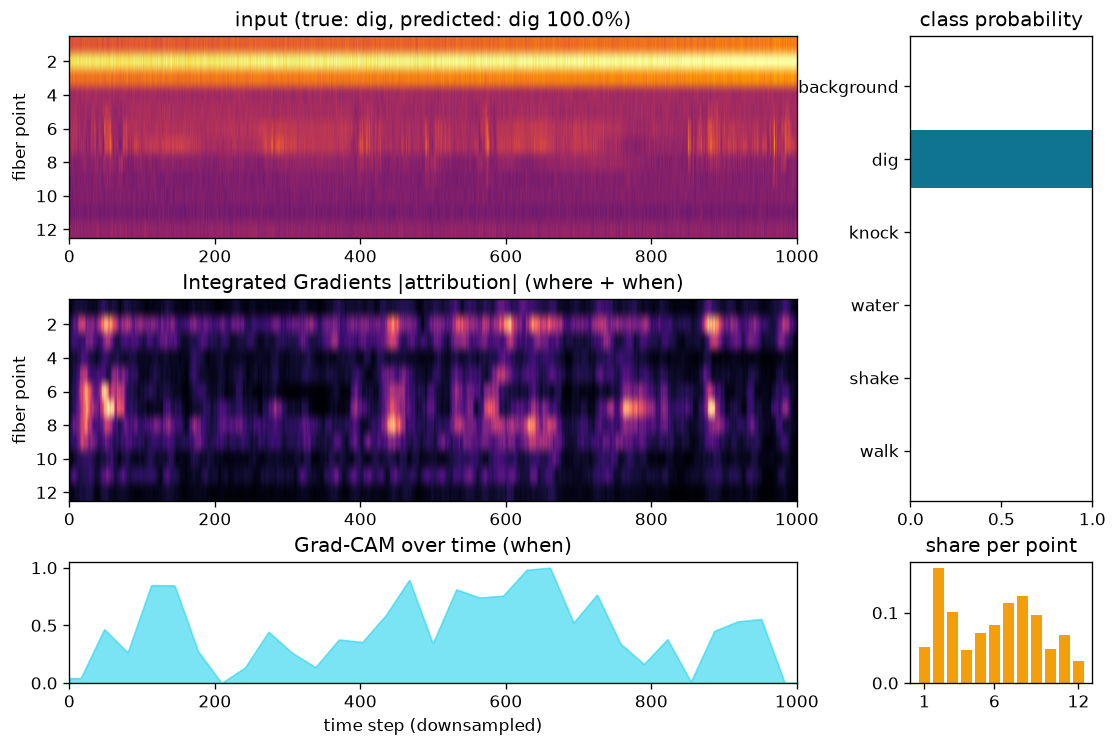 input (true: dig, predicted: dig 100.0%)
fiber point
2
4
6
8
10
12
0
200
400
600
800
1000
class probability
background
dig
knock
water
shake
walk
0.0
0.5
1.0
Integrated Gradients |attribution| (where + when)
fiber point
2
4
6
8
10
12
0
200
400
600
800
1000
Grad-CAM over time (when)
1.0
0.5
0.0
0
200
400
600
800
1000
time step (downsampled)
share per point
0.1
0.0
1
6
12